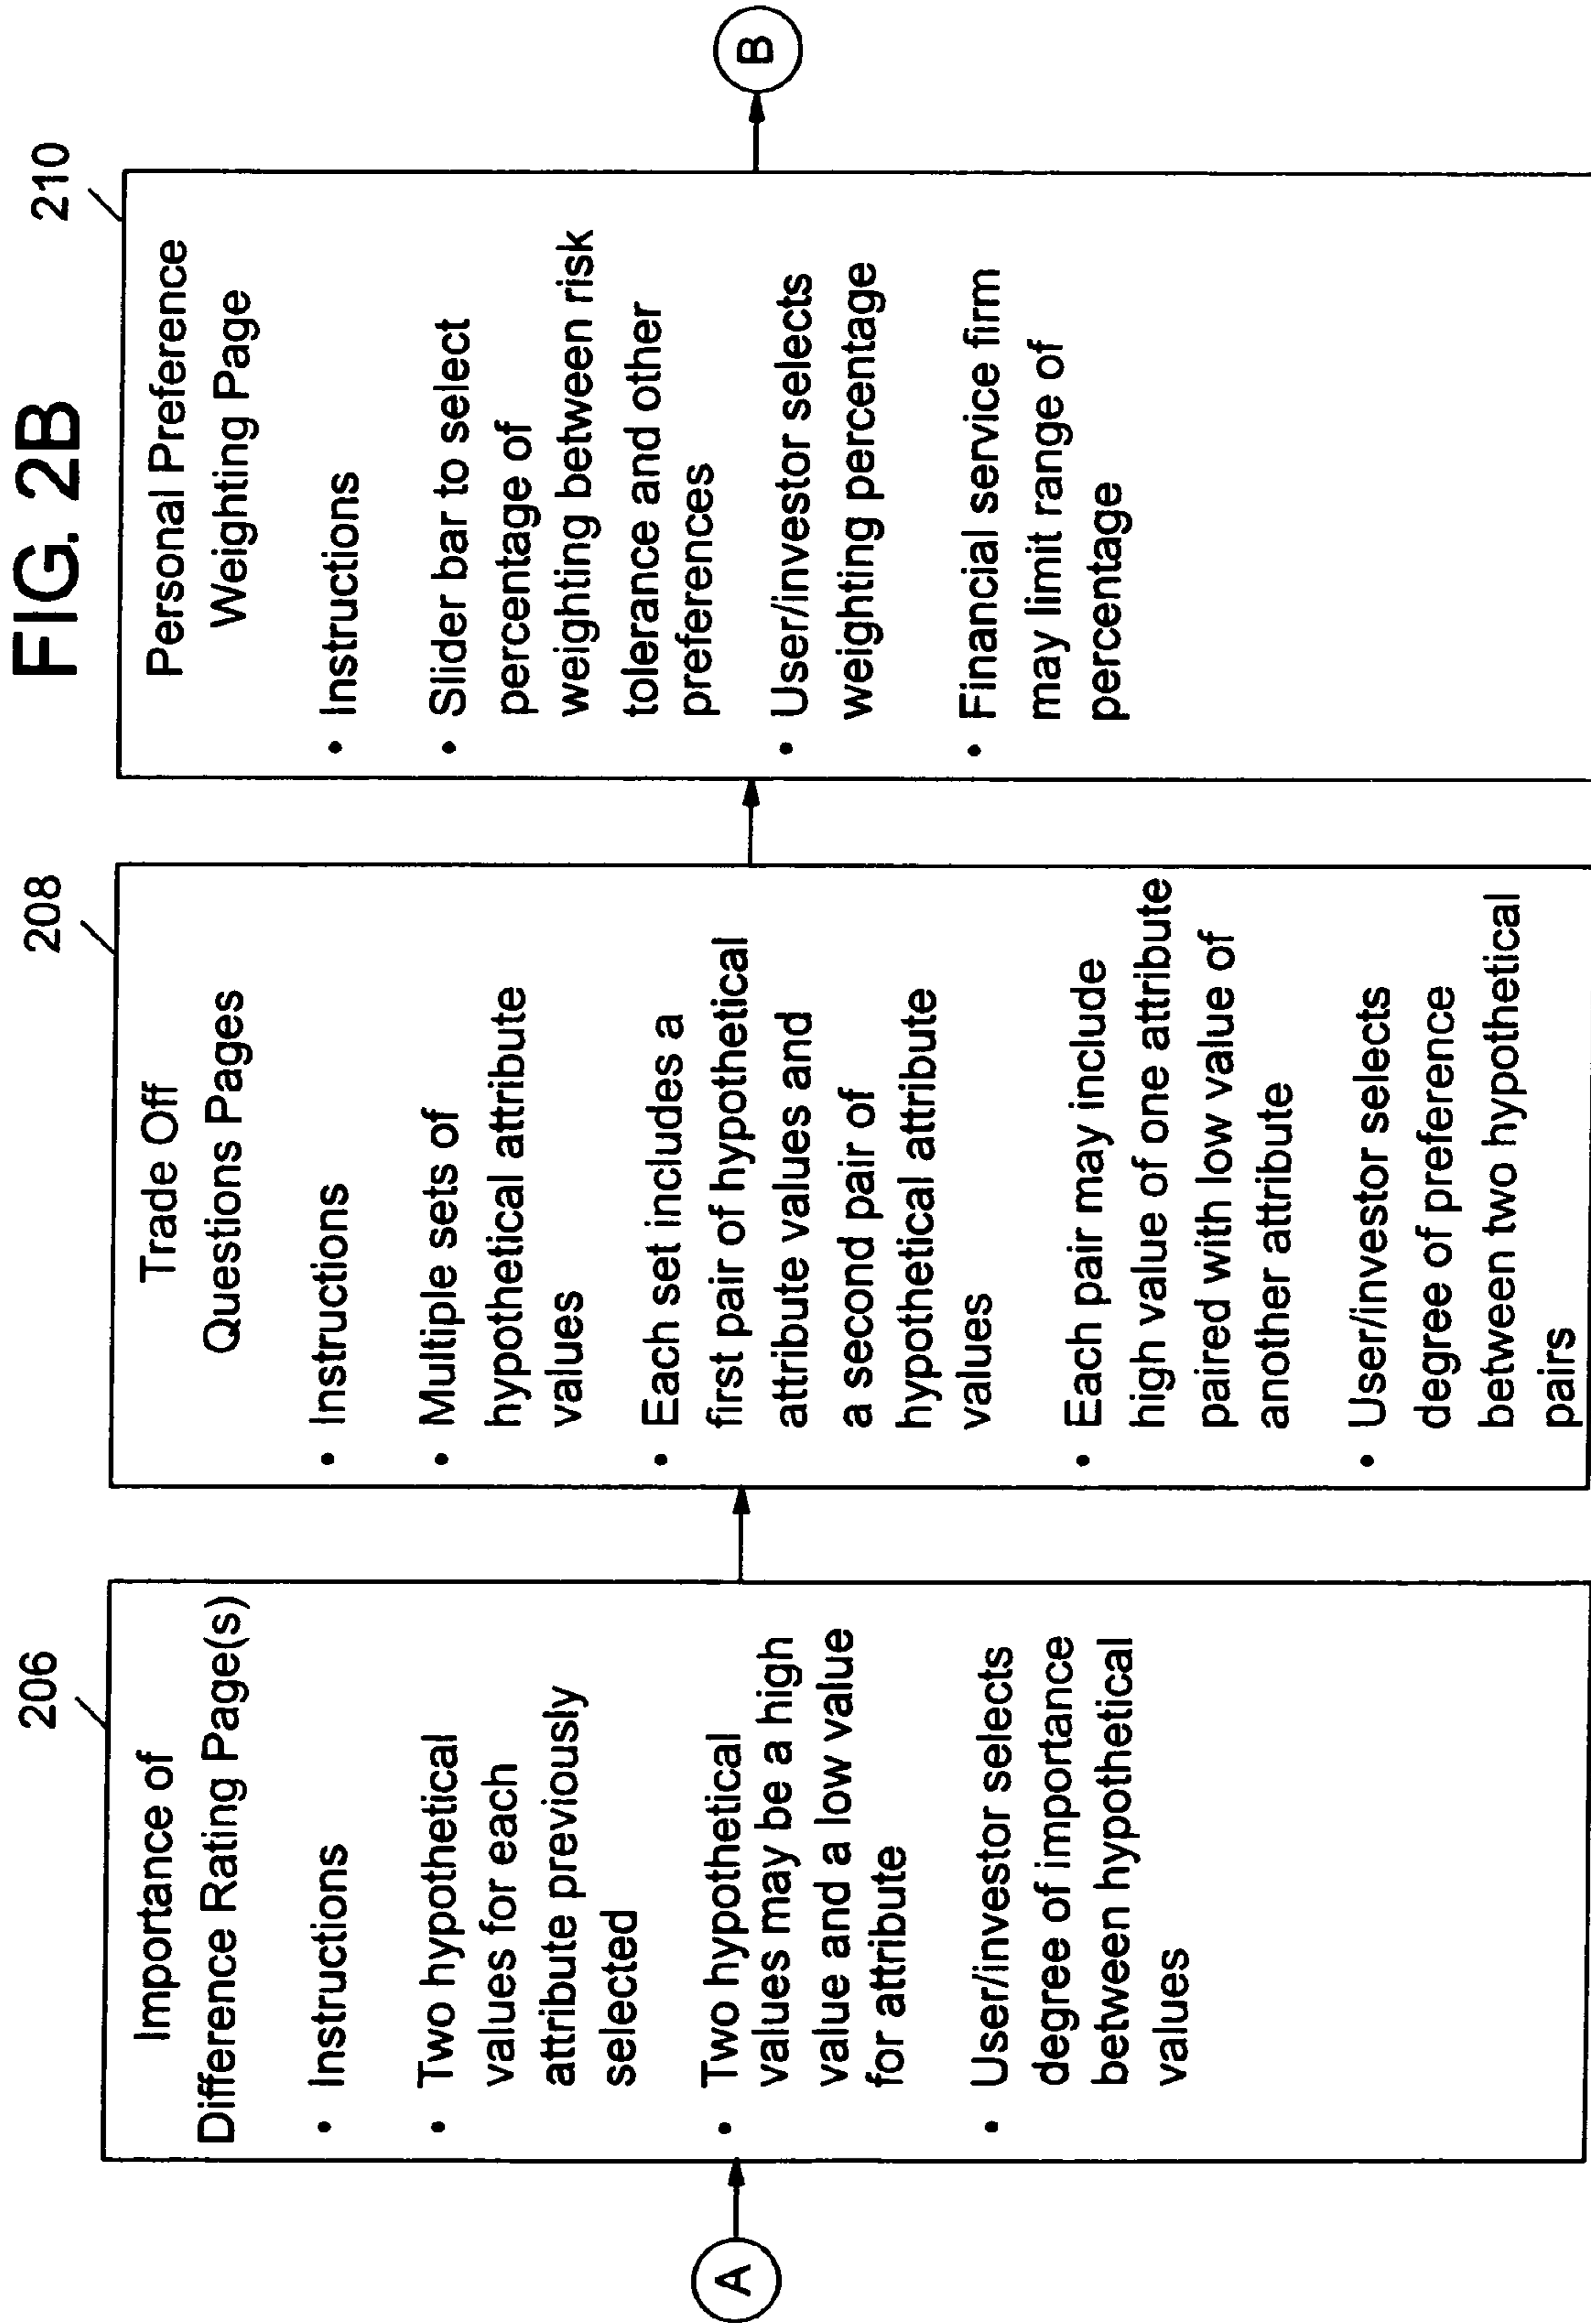 FIG. 2B
A
206
Importance of
Difference Rating Page(s)
• Instructions
• Two hypothetical
values for each
attribute previously
selected
• Two hypothetical
values may be a high
value and a low value
for attribute
• User/investor selects
degree of importance
between hypothetical
values
208
Trade Off
Questions Pages
• Instructions
• Multiple sets of
hypothetical attribute
values
• Each set includes a
first pair of hypothetical
attribute values and
a second pair of
hypothetical attribute
values
• Each pair may include
high value of one attribute
paired with low value of
another attribute
• User/investor selects
degree of preference
between two hypothetical
pairs
210
Personal Preference
Weighting Page
• Instructions
• Slider bar to select
percentage of
weighting between risk
tolerance and other
preferences
• User/investor selects
weighting percentage
• Financial service firm
may limit range of
percentage
B